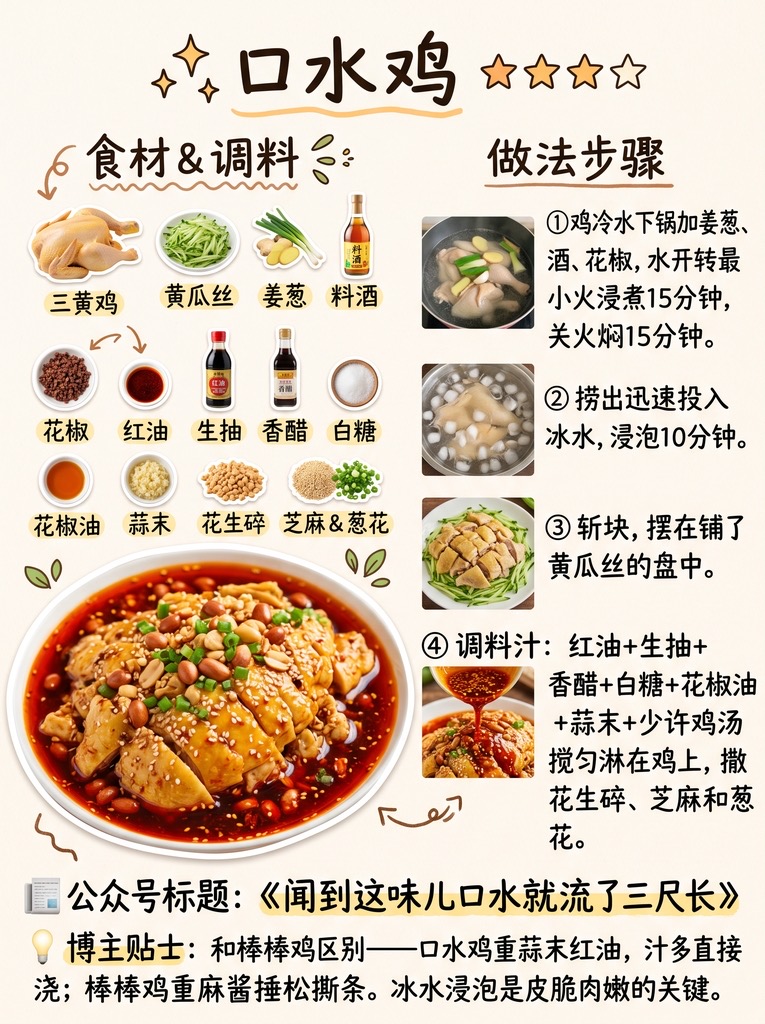 口水鸡
食材&调料
三黄鸡
黄瓜丝
姜葱
料酒
料酒
花椒
红油
生抽
香醋
白糖
红油
香醋
花椒油
蒜末
花生碎
芝麻&葱花
做法步骤
①鸡冷水下锅加姜葱、
酒、花椒,水开转最
小火浸煮15分钟,
关火焖15分钟。
② 捞出迅速投入
冰水,浸泡10分钟。
③ 斩块,摆在铺了
黄瓜丝的盘中。
④ 调料汁:红油+生抽+
香醋+白糖+花椒油
+蒜末+少许鸡汤
搅匀淋在鸡上,撒
花生碎、芝麻和葱
花。
公众号标题:《闻到这味儿口水就流了三尺长》
博主贴士:和棒棒鸡区别——口水鸡重蒜末红油,汁多直接
浇;棒棒鸡重麻酱捶松撕条。冰水浸泡是皮脆肉嫩的关键。